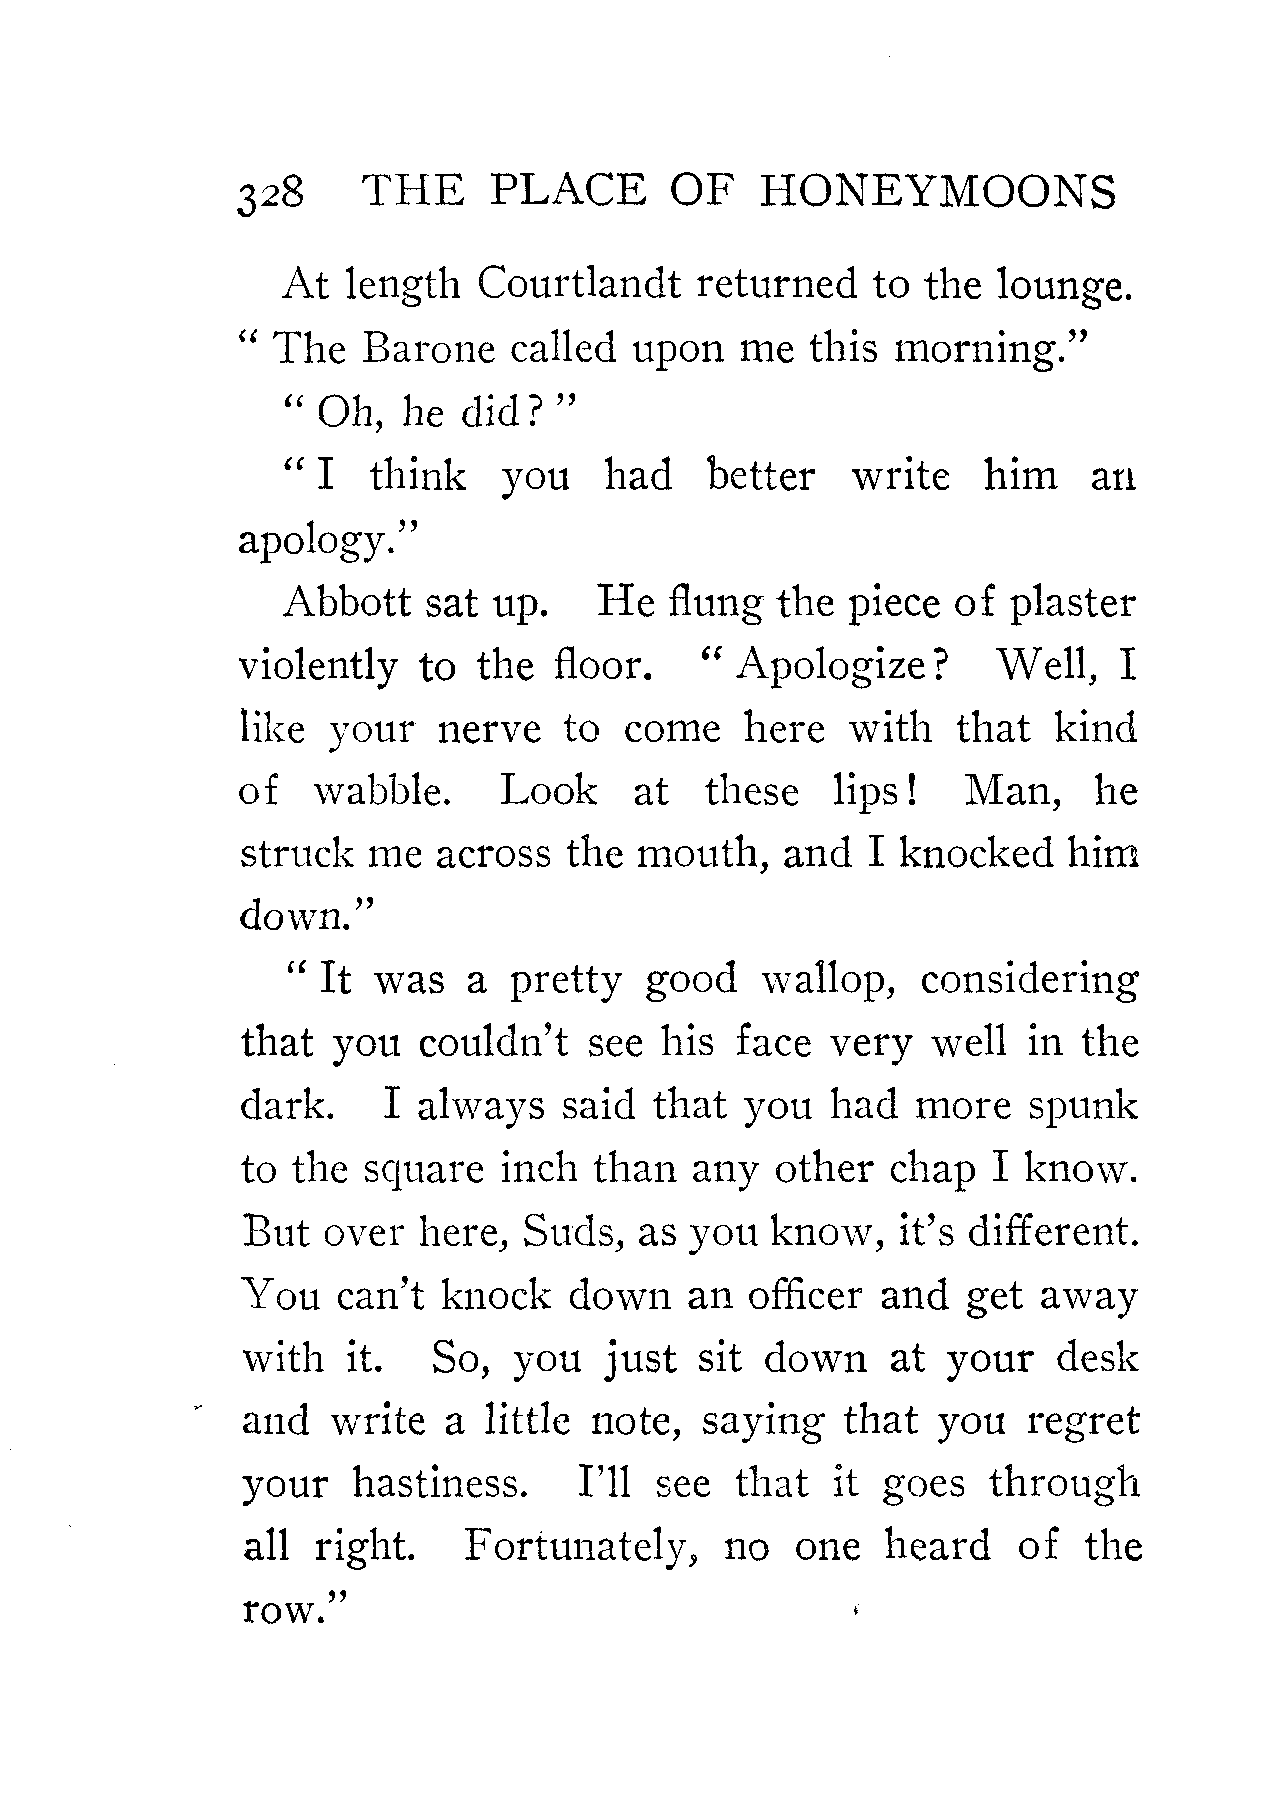 328 THE PLACE OF HONEYMOONS
At length Courtlandt returned to the lounge.
“ The Barone called upon me this morning.”
“ Oh, he did? ”
“ I think you had better write him an
apology.”
Abbott sat up. He flung the piece of plaster
violently to the floor. “ Apologize? Well, I
like your nerve to come here with that kind
of wabble. Look at these lips! Man, he
struck me across the mouth, and I knocked him
down.”
“ It was a pretty good wallop, considering
that you couldn’t see his face very well in the
dark. I always said that you had more spunk
to the square inch than any other chap I know.
But over here, Suds, as you know, it’s different.
You can’t knock down an officer and get away
with it. So, you just sit down at your desk
and write a little note, saying that you regret
your hastiness. I’ll see that it goes through
all right. Fortunately, no one heard of the
row.”